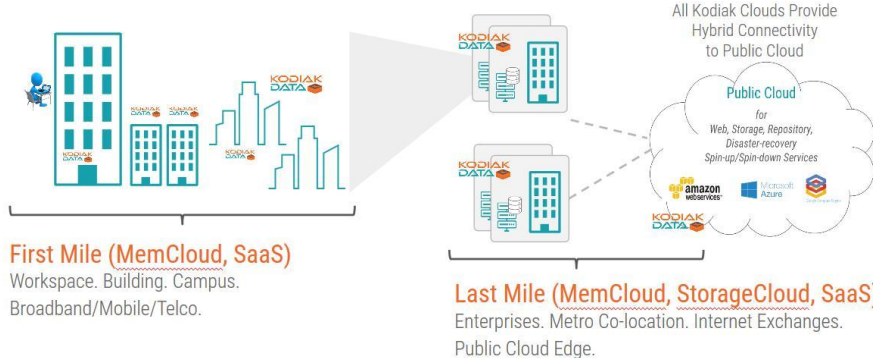 All Kodiak Clouds Provide
Hybrid Connectivity
to Public Cloud
KODIAK
DATA
KODIAK
DATA
KODIAK
DATA
KODIAK
DATA
KODIAK
DATA
KODIAK
DATA
KODIAK
DATA
Public Cloud
for
Web, Storage, Repository,
Disaster-recovery
Spin-up/Spin-down Services
amazon
webservices
Microsoft
Azure
KODIAK
DATA
KODIAK
DATA
First Mile (MemCloud, SaaS)
Workspace. Building. Campus.
Broadband/Mobile/Telco.
Last Mile (MemCloud, StorageCloud, SaaS)
Enterprises. Metro Co-location. Internet Exchanges.
Public Cloud Edge.